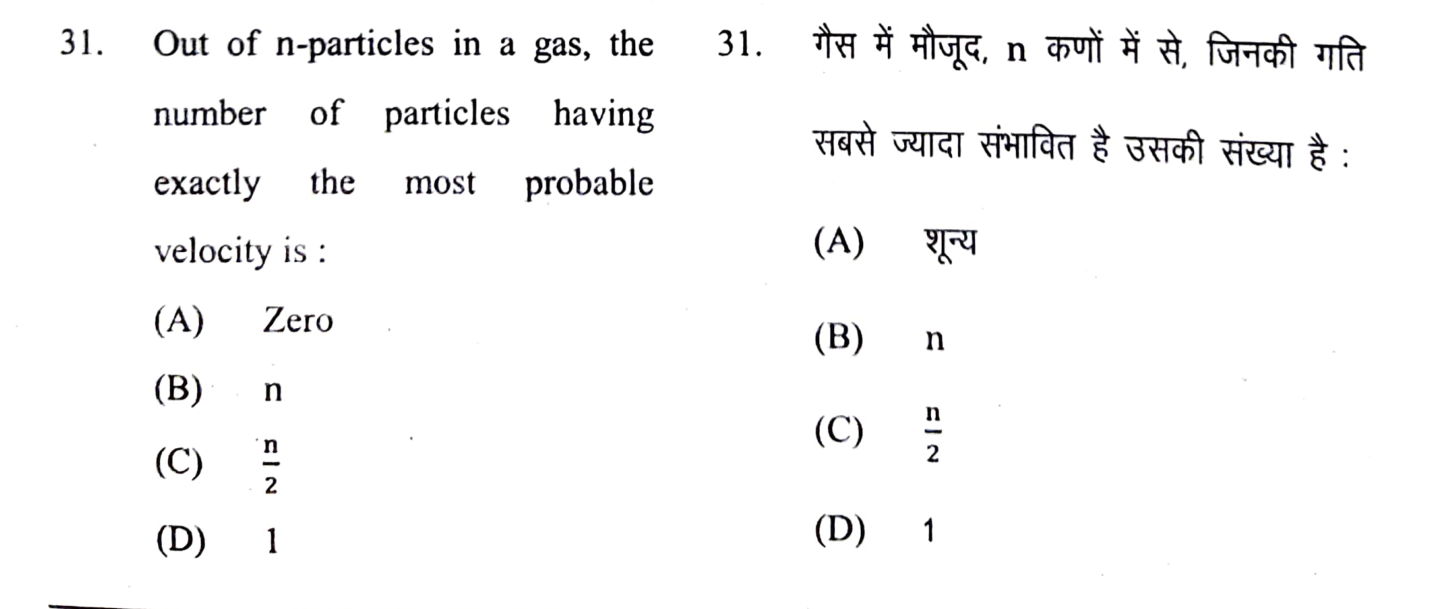 31. Out of n-particles in a gas, the
number of particles having
exactly the most probable
velocity is :
(A) Zero
(B) n
(C) n/2
(D) 1
31. गैस में मौजूद, n कणों में से, जिनकी गति
सबसे ज्यादा संभावित है उसकी संख्या है :
(A) शून्य
(B) n
(C) n/2
(D) 1